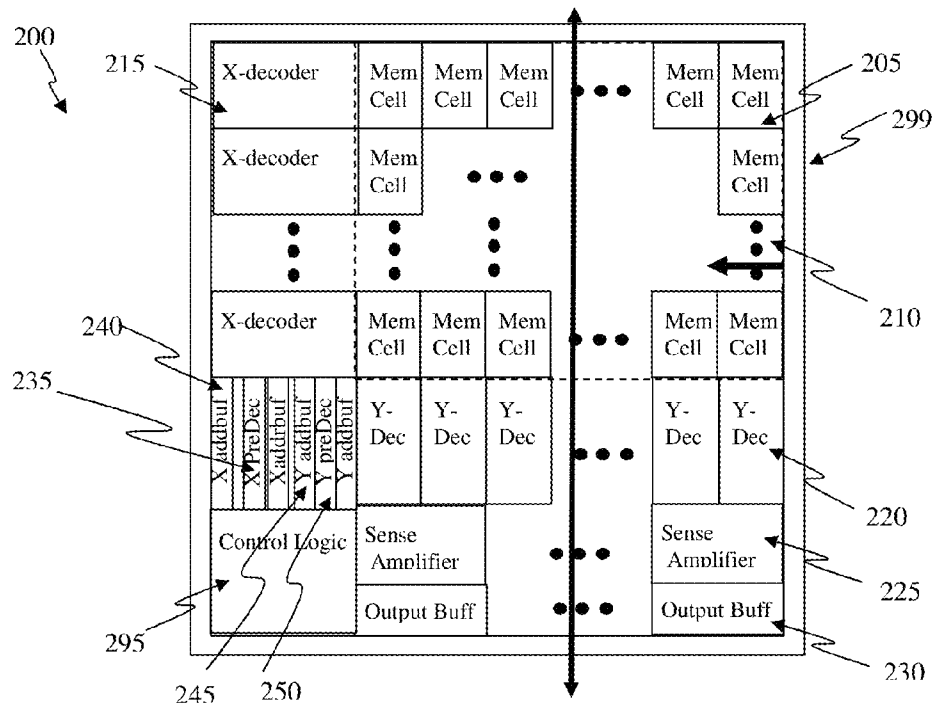 200
215
X-decoder
Mem Cell
Mem Cell
Mem Cell
Mem Cell
Mem Cell
205
299
X-decoder
Mem Cell
Mem Cell
210
X-decoder
Mem Cell
Mem Cell
Mem Cell
Mem Cell
Mem Cell
240
235
X addbuf
X PreDec
Xaddrbuf
Y addbuf
Y preDec
Y addbuf
Y-Dec
Y-Dec
Y-Dec
Y-Dec
Y-Dec
220
Control Logic
Sense Amplifier
Sense Amplifier
225
Output Buff
Output Buff
230
295
245
250